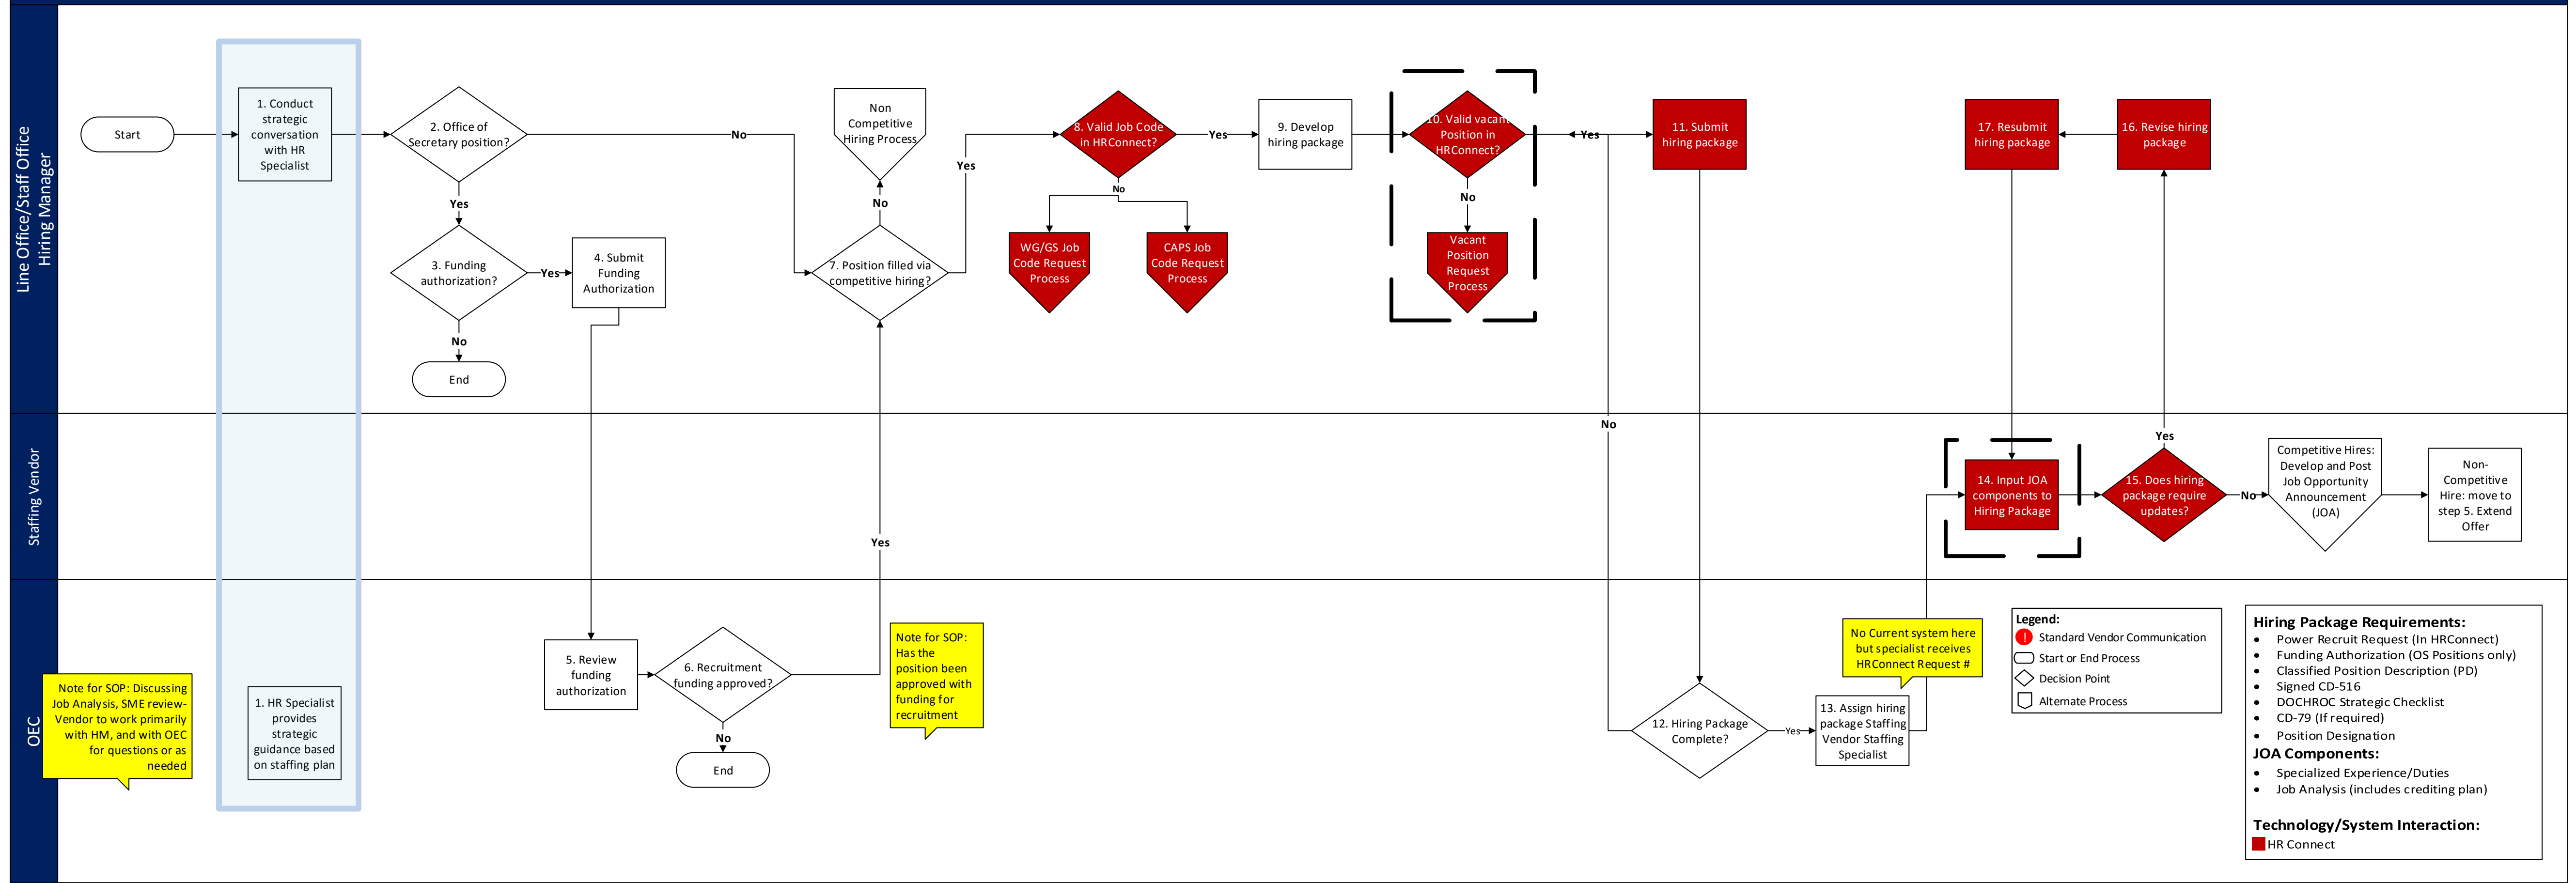 Line Office/Staff Office
Hiring Manager
Start
1. Conduct
strategic
conversation
with HR
Specialist
2. Office of
Secretary position?
No
Yes
3. Funding
authorization?
Yes
4. Submit
Funding
Authorization
No
End
Non
Competitive
Hiring Process
No
7. Position filled via
competitive hiring?
Yes
8. Valid Job Code
in HRConnect?
Yes
No
WG/GS Job
Code Request
Process
CAPS Job
Code Request
Process
9. Develop
hiring package
10. Valid vacant
Position in
HRConnect?
Yes
No
Vacant
Position
Request
Process
11. Submit
hiring package
17. Resubmit
hiring package
16. Revise hiring
package
Staffing Vendor
Yes
No
14. Input JOA
components to
Hiring Package
Yes
15. Does hiring
package require
updates?
No
Competitive Hires:
Develop and Post
Job Opportunity
Announcement
(JOA)
Non-
Competitive
Hire: move to
step 5. Extend
Offer
OEC
Note for SOP: Discussing
Job Analysis, SME review-
Vendor to work primarily
with HM, and with OEC
for questions or as
needed
1. HR Specialist
provides
strategic
guidance based
on staffing plan
5. Review
funding
authorization
6. Recruitment
funding approved?
No
End
Note for SOP:
Has the
position been
approved with
funding for
recruitment
12. Hiring Package
Complete?
Yes
13. Assign hiring
package Staffing
Vendor Staffing
Specialist
No Current system here
but specialist receives
HRConnect Request #
Legend:
! Standard Vendor Communication
Start or End Process
Decision Point
Alternate Process
Hiring Package Requirements:
• Power Recruit Request (In HRConnect)
• Funding Authorization (OS Positions only)
• Classified Position Description (PD)
• Signed CD-516
• DOCHROC Strategic Checklist
• CD-79 (If required)
• Position Designation
JOA Components:
• Specialized Experience/Duties
• Job Analysis (includes crediting plan)
Technology/System Interaction:
HR Connect